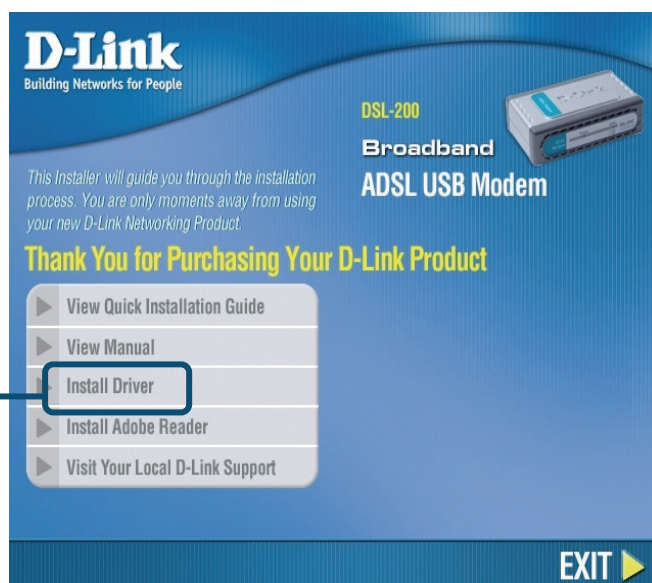 D-Link
Building Networks for People
DSL-200
Broadband
ADSL USB Modem
This Installer will guide you through the installation
process. You are only moments away from using
your new D-Link Networking Product.
Thank You for Purchasing Your D-Link Product
View Quick Installation Guide
View Manual
Install Driver
Install Adobe Reader
Visit Your Local D-Link Support
EXIT